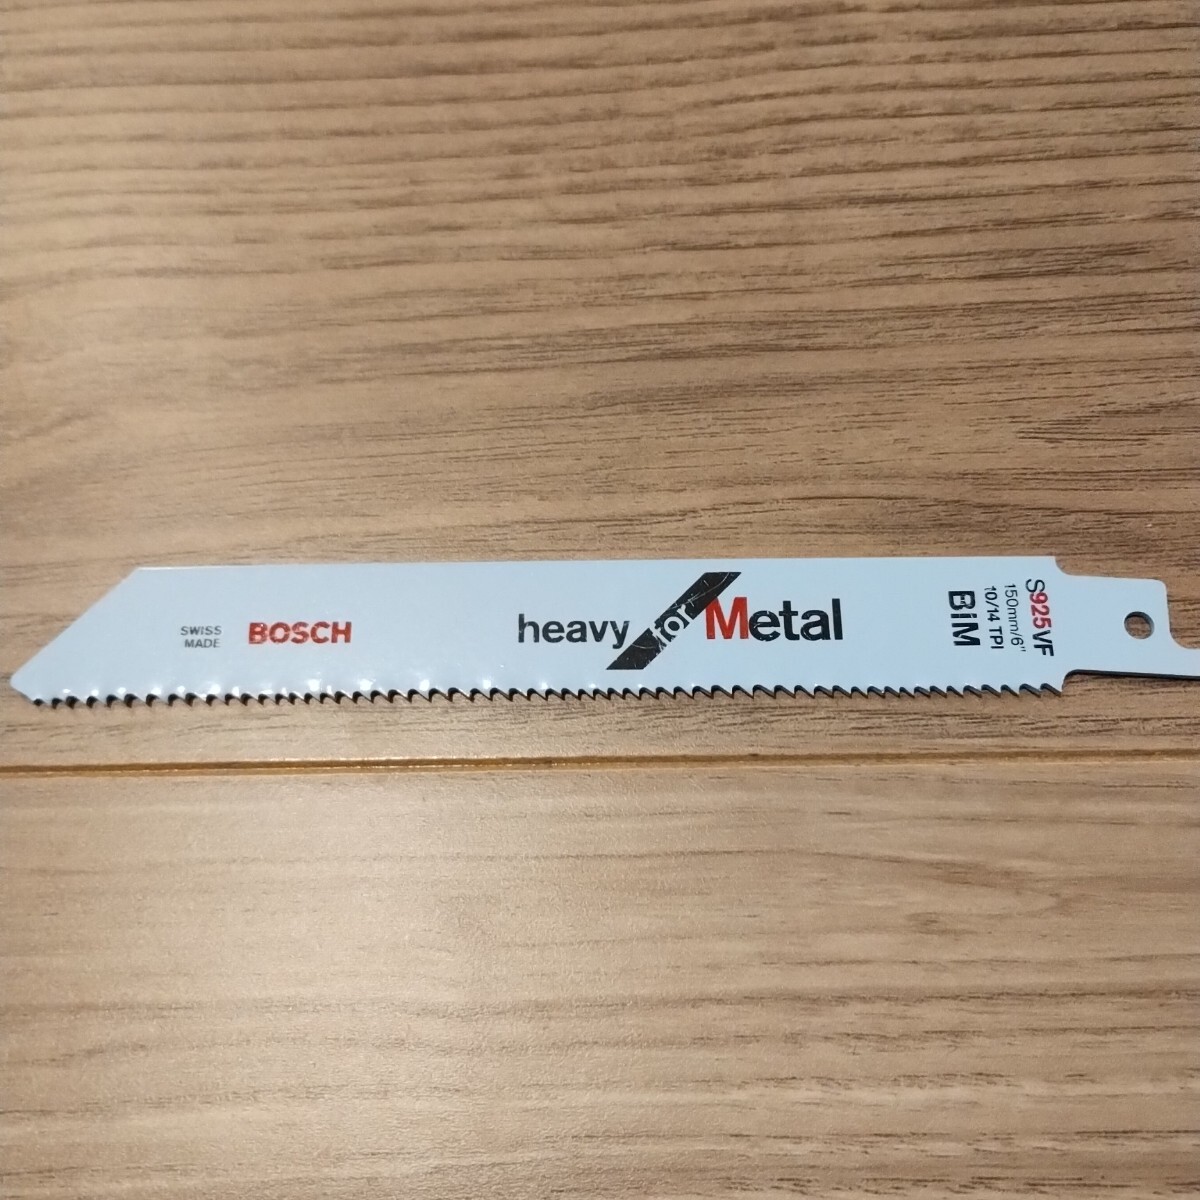 SWISS
MADE
BOSCH
heavy for Metal
S925VF
150mm/6"
10/14 TPI
BiM